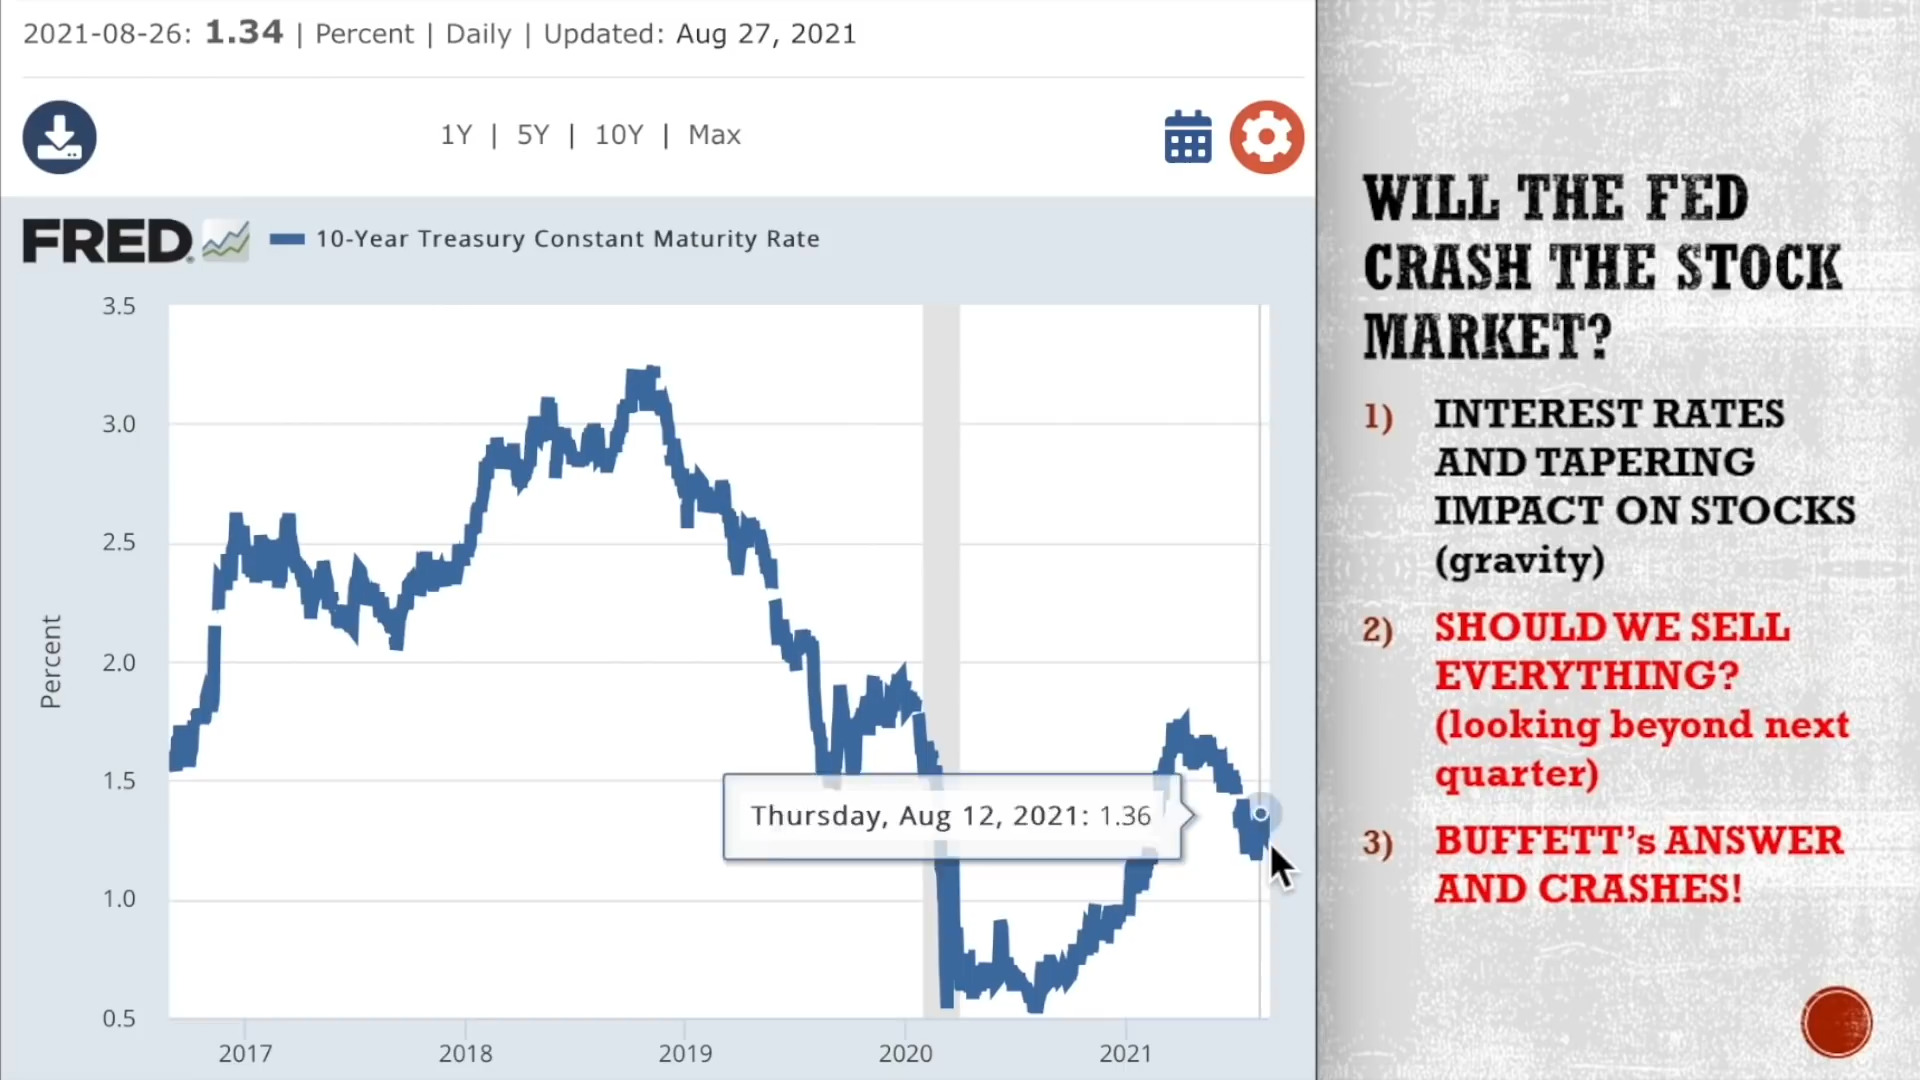 2021-08-26: 1.34 | Percent | Daily | Updated: Aug 27, 2021
1Y | 5Y | 10Y | Max
FRED 10-Year Treasury Constant Maturity Rate
3.5
3.0
2.5
2.0
1.5
1.0
0.5
Percent
Thursday, Aug 12, 2021: 1.36
2017 2018 2019 2020 2021
WILL THE FED
CRASH THE STOCK
MARKET?
1) INTEREST RATES
AND TAPERING
IMPACT ON STOCKS
(gravity)
2) SHOULD WE SELL
EVERYTHING?
(looking beyond next
quarter)
3) BUFFETT's ANSWER
AND CRASHES!